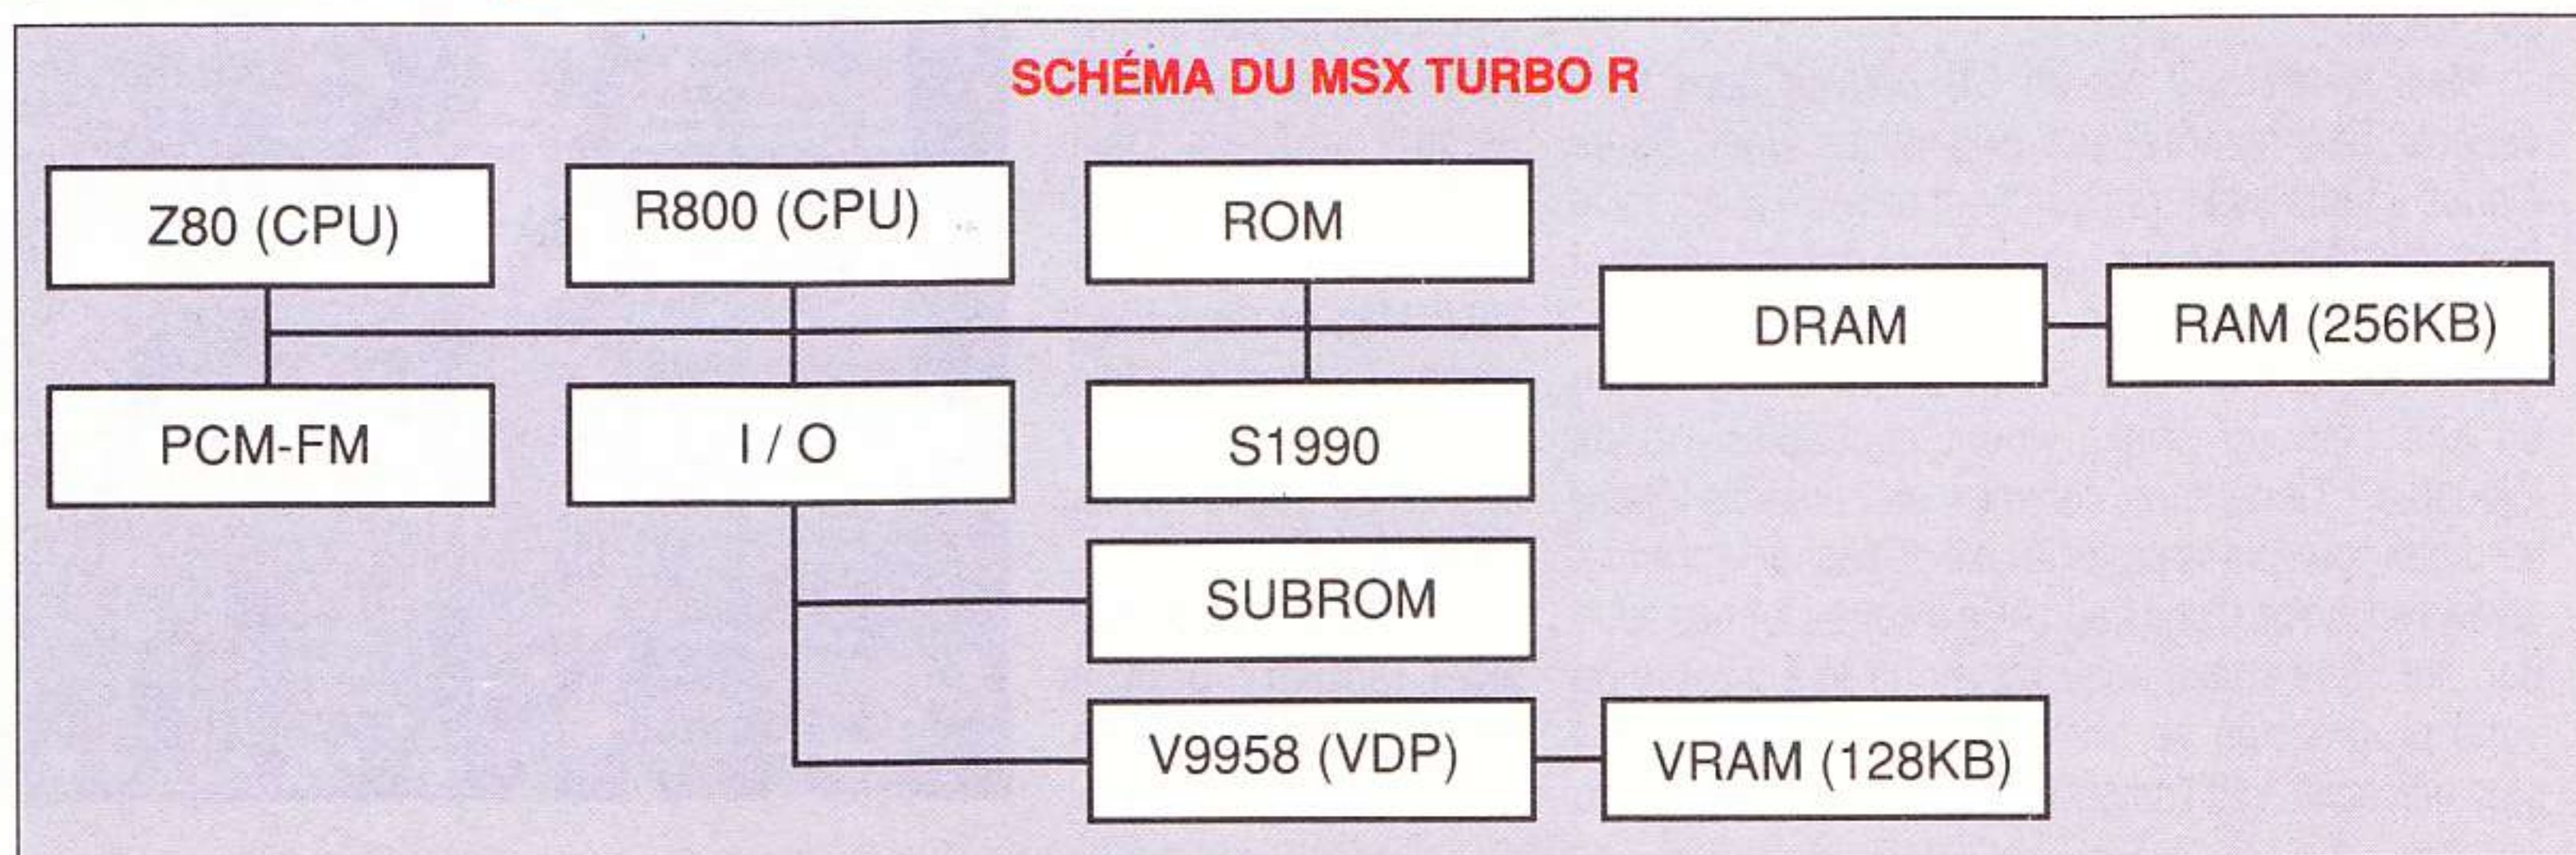 SCHÉMA DU MSX TURBO R
Z80 (CPU)
R800 (CPU)
ROM
DRAM
RAM (256KB)
PCM-FM
I / O
S1990
SUBROM
V9958 (VDP)
VRAM (128KB)